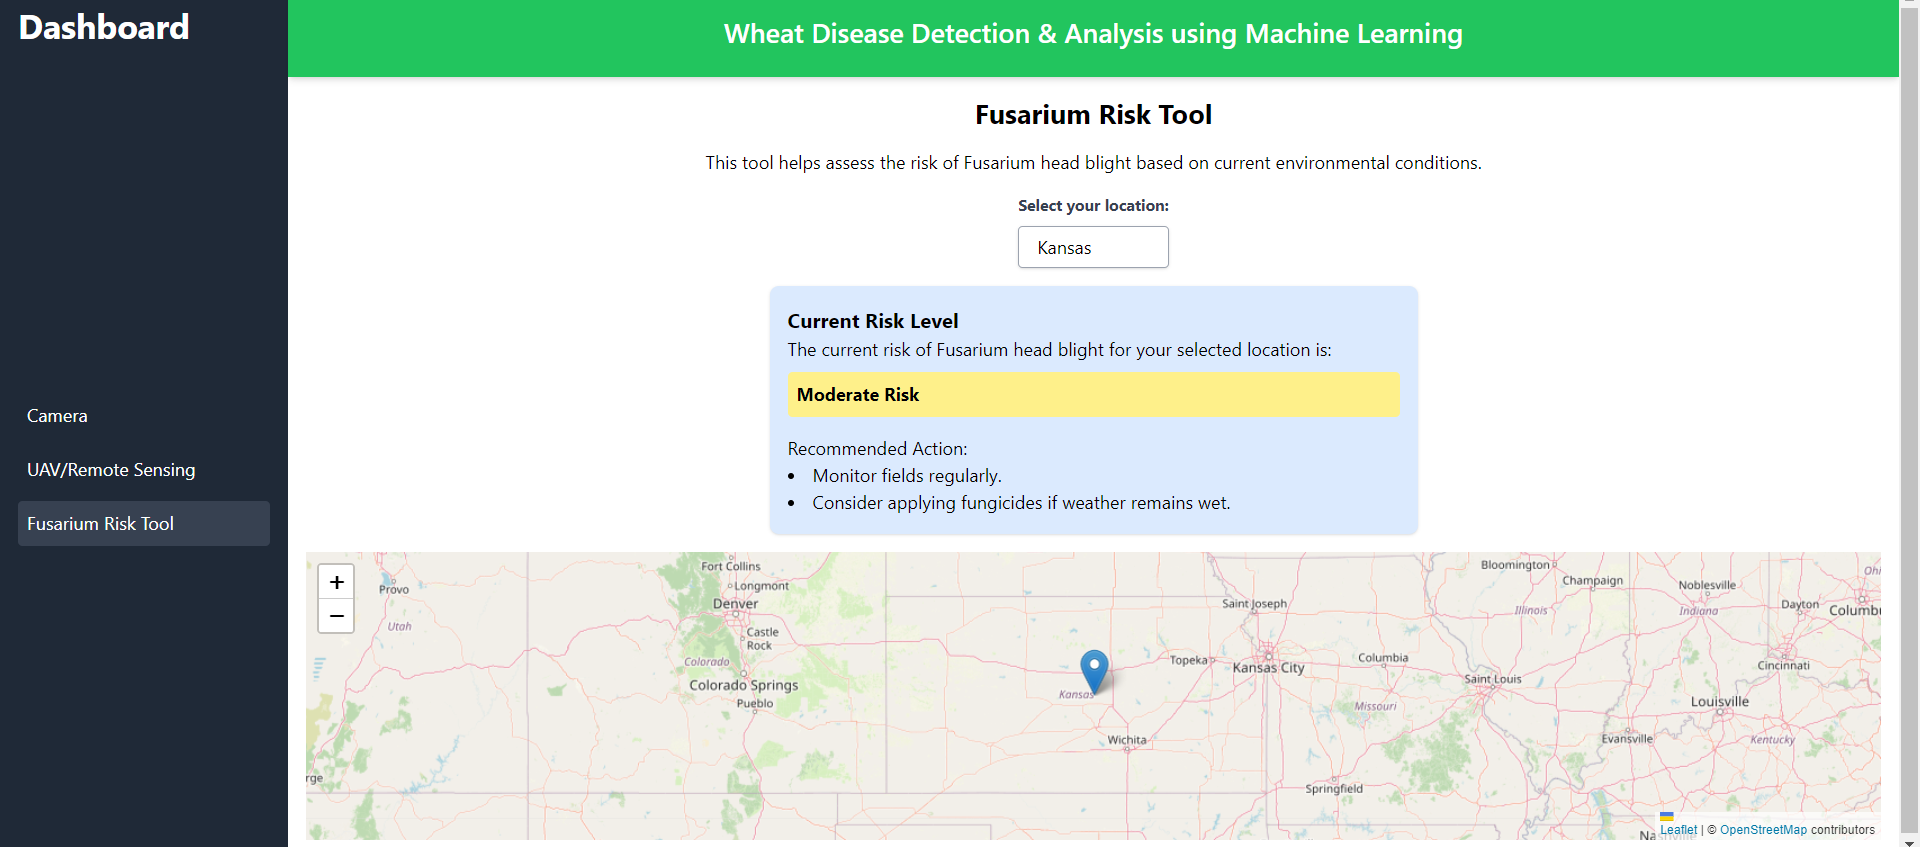 Dashboard
Camera
UAV/Remote Sensing
Fusarium Risk Tool
Wheat Disease Detection & Analysis using Machine Learning
Fusarium Risk Tool
This tool helps assess the risk of Fusarium head blight based on current environmental conditions.
Select your location:
Kansas
Current Risk Level
The current risk of Fusarium head blight for your selected location is:
Moderate Risk
Recommended Action:
• Monitor fields regularly.
• Consider applying fungicides if weather remains wet.
+
−
Provo
Utah
Fort Collins
Longmont
Denver
Castle
Rock
Colorado
Colorado Springs
Pueblo
Kansas
Wichita
Topeka
Saint Joseph
Kansas City
Columbia
Missouri
Springfield
Saint Louis
Illinois
Bloomington
Champaign
Noblesville
Indiana
Dayton
Ohi
Columbu
Cincinnati
Louisville
Evansville
Kentucky
rge
Leaflet | © OpenStreetMap contributors